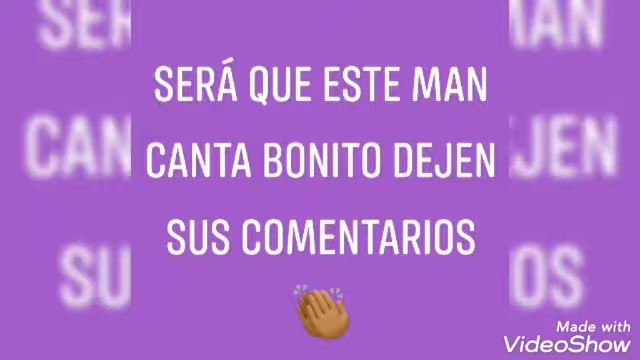 SERÁ QUE ESTE MAN
CANTA BONITO DEJEN
SUS COMENTARIOS
Made with
VideoShow